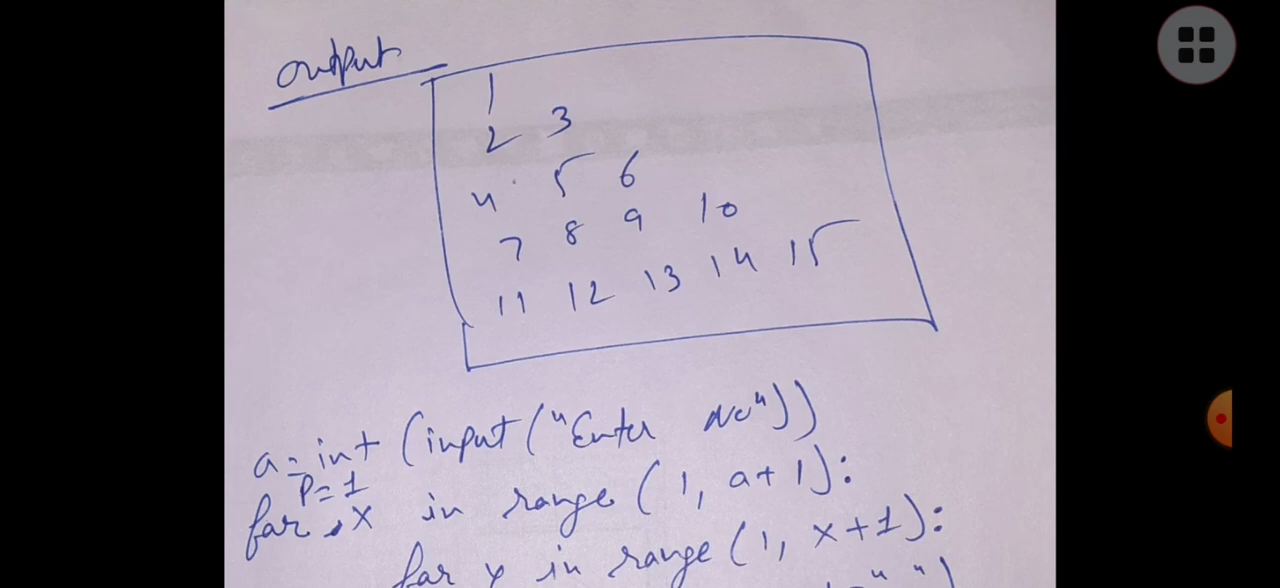 output
1
2 3
4 5 6
7 8 9 10
11 12 13 14 15
a=int (input ("Enter No"))
P=1
for x in range (1, a+1):
for y in range (1, x+1):
" ")